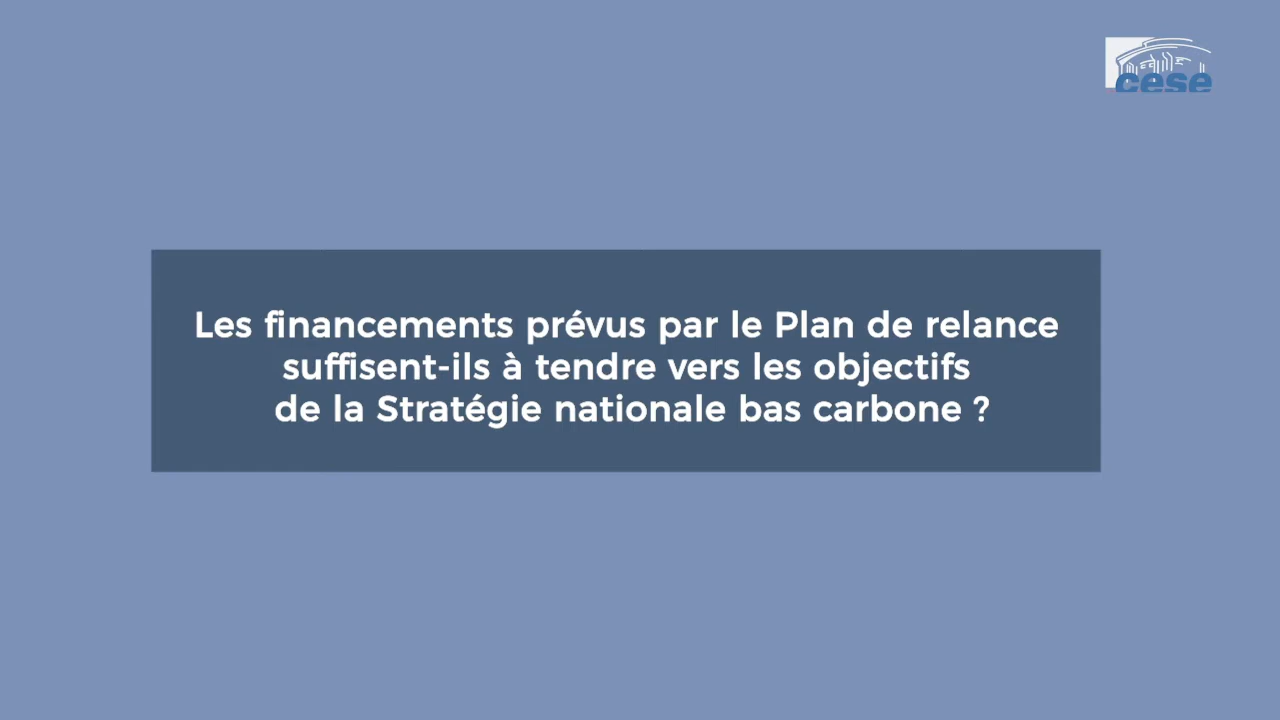 cese
Les financements prévus par le Plan de relance
suffisent-ils à tendre vers les objectifs
de la Stratégie nationale bas carbone ?